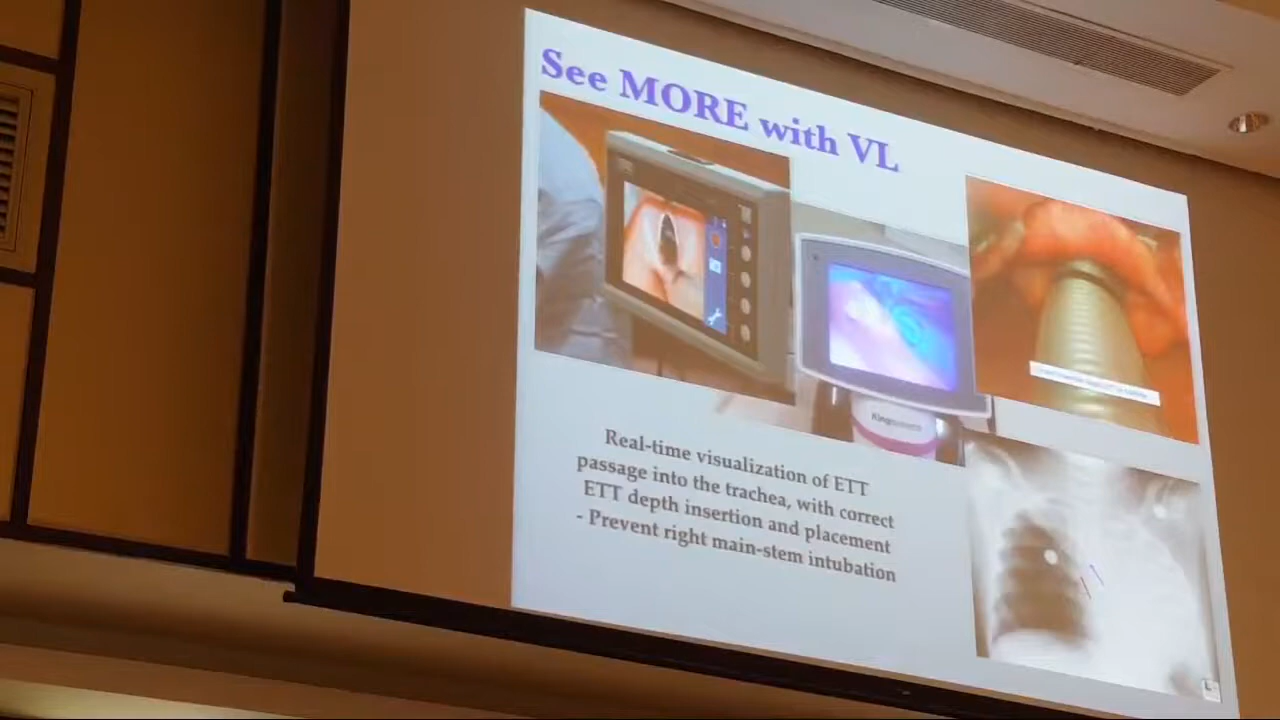 See MORE with VL
Real-time visualization of ETT
passage into the trachea, with correct
ETT depth insertion and placement
- Prevent right main-stem intubation
L